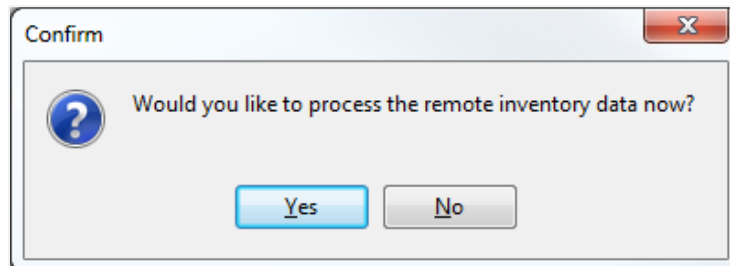 Confirm
Would you like to process the remote inventory data now?
Yes
No